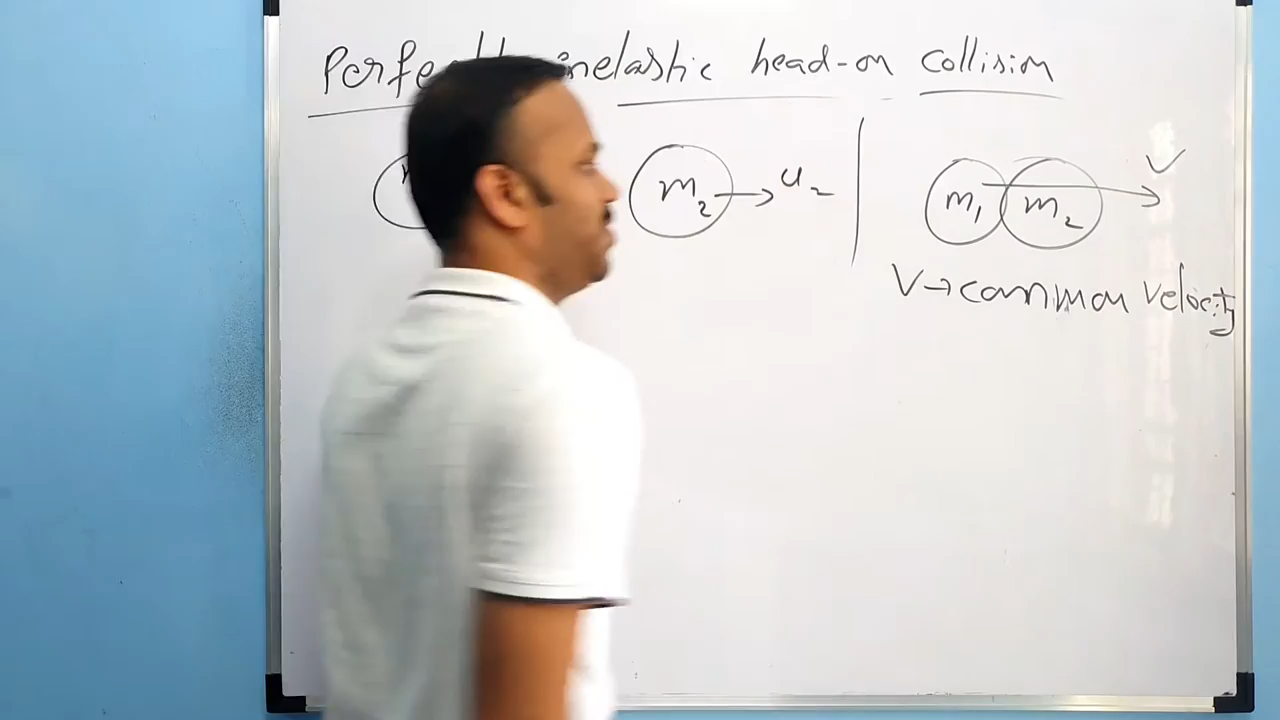 Perfe inelastic head-on collision
m₂ → u₂
m₁ m₂ → V
V → common velocity